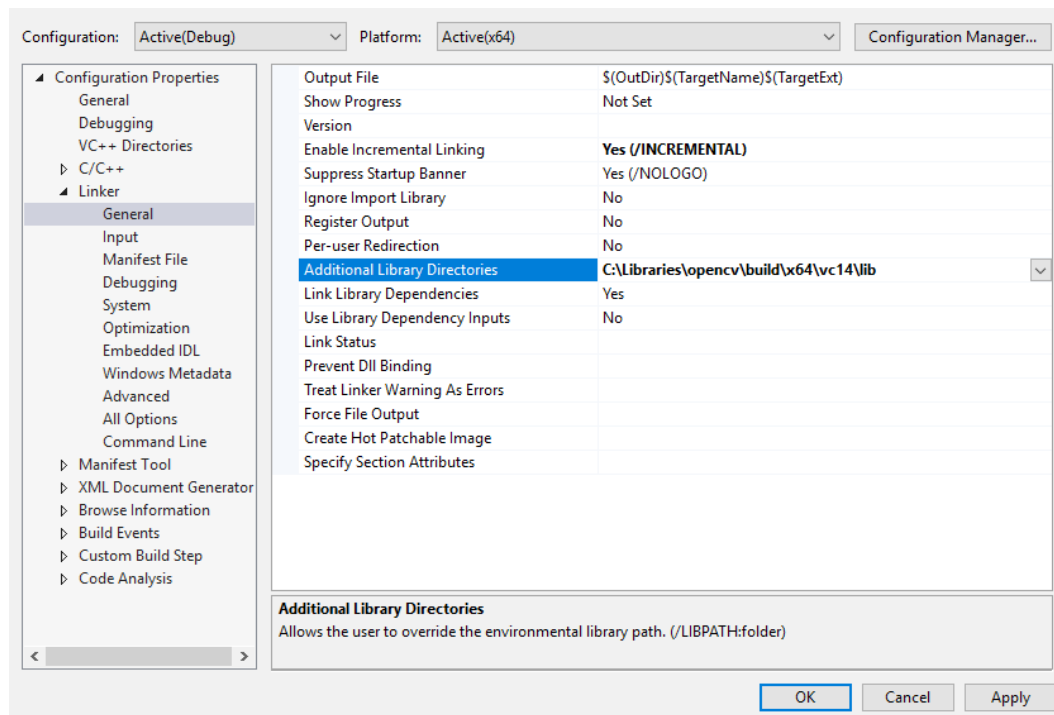 Configuration: Active(Debug) Platform: Active(x64) Configuration Manager...
Configuration Properties
General
Debugging
VC++ Directories
C/C++
Linker
General
Input
Manifest File
Debugging
System
Optimization
Embedded IDL
Windows Metadata
Advanced
All Options
Command Line
Manifest Tool
XML Document Generator
Browse Information
Build Events
Custom Build Step
Code Analysis
Output File $(OutDir)$(TargetName)$(TargetExt)
Show Progress Not Set
Version
Enable Incremental Linking Yes (/INCREMENTAL)
Suppress Startup Banner Yes (/NOLOGO)
Ignore Import Library No
Register Output No
Per-user Redirection No
Additional Library Directories C:\Libraries\opencv\build\x64\vc14\lib
Link Library Dependencies Yes
Use Library Dependency Inputs No
Link Status
Prevent Dll Binding
Treat Linker Warning As Errors
Force File Output
Create Hot Patchable Image
Specify Section Attributes
Additional Library Directories
Allows the user to override the environmental library path. (/LIBPATH:folder)
OK Cancel Apply